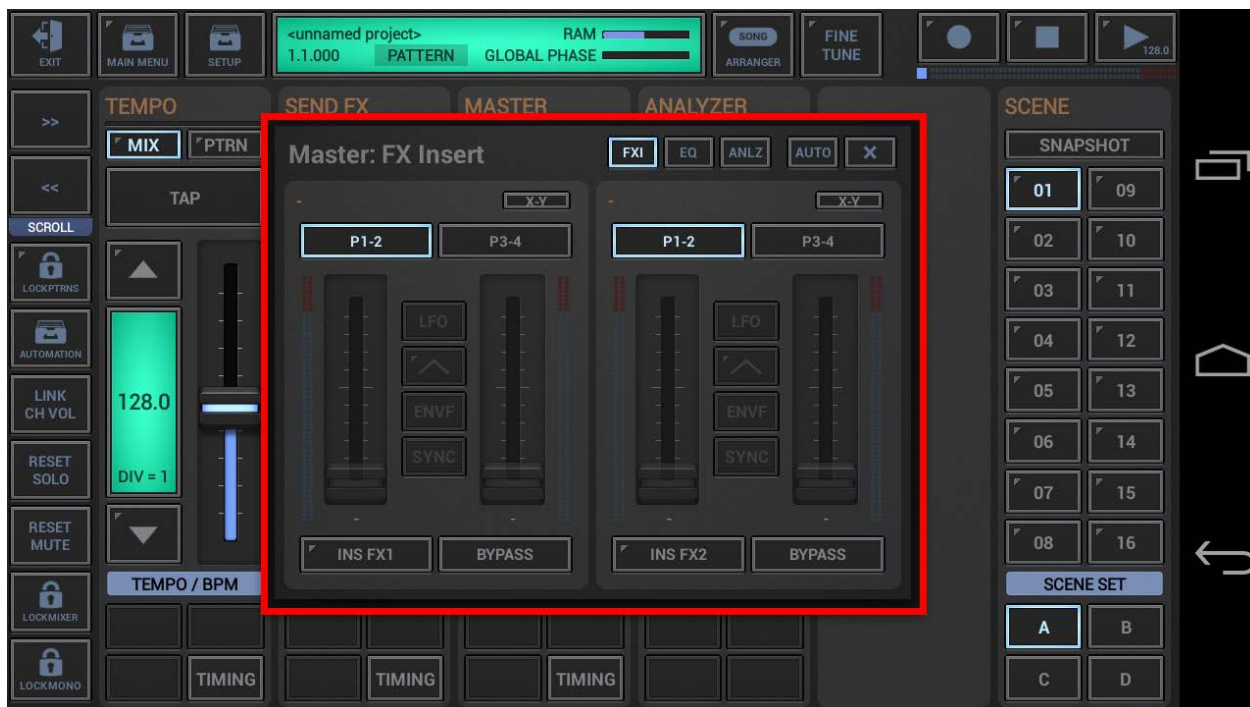 EXIT
MAIN MENU
SETUP
<unnamed project>
RAM
1.1.000
PATTERN
GLOBAL PHASE
SONG
ARRANGER
FINE
TUNE
128.0
>>
<<
SCROLL
LOCKPTRNS
AUTOMATION
LINK
CH VOL
RESET
SOLO
RESET
MUTE
LOCKMIXER
LOCKMONO
TEMPO
MIX
PTRN
TAP
128.0
DIV = 1
TEMPO / BPM
TIMING
SEND FX
MASTER
ANALYZER
Master: FX Insert
FXI
EQ
ANLZ
AUTO
X
-
X-Y
P1-2
P3-4
LFO
ENVF
SYNC
-
-
INS FX1
BYPASS
-
X-Y
P1-2
P3-4
LFO
ENVF
SYNC
-
-
INS FX2
BYPASS
TIMING
TIMING
SCENE
SNAPSHOT
01
09
02
10
03
11
04
12
05
13
06
14
07
15
08
16
SCENE SET
A
B
C
D